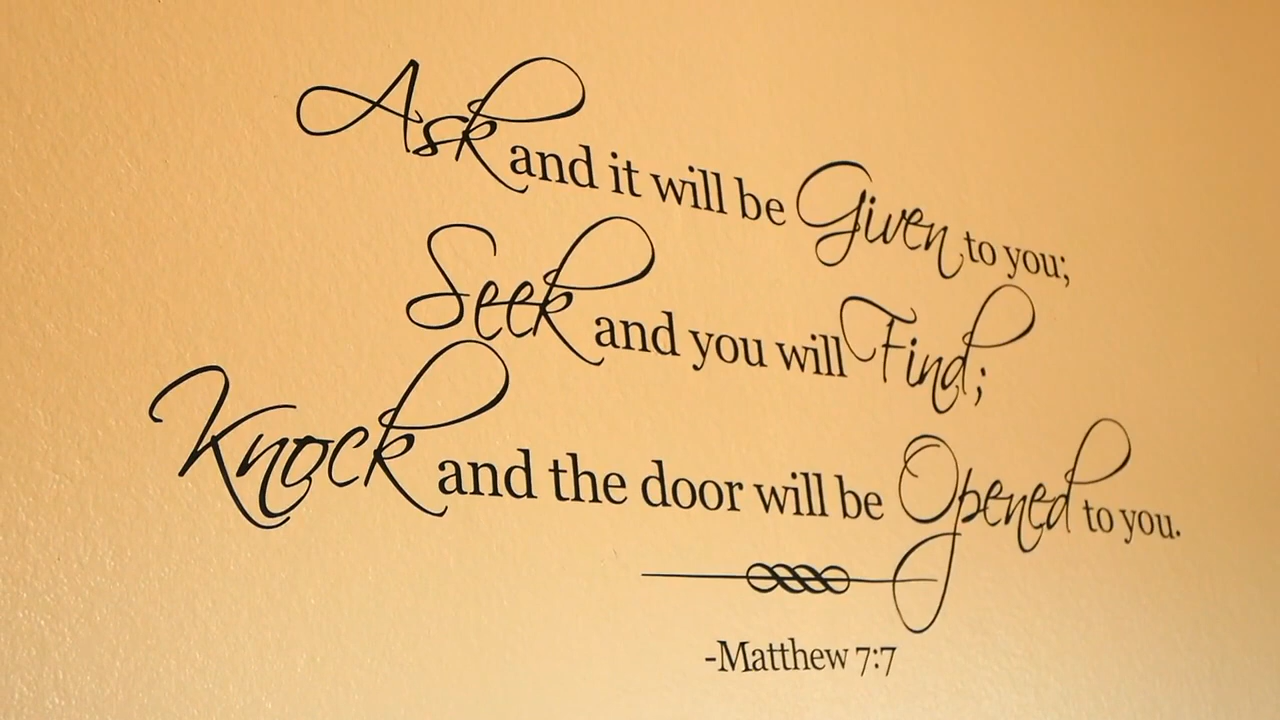 Ask and it will be Given to you;
Seek and you will Find;
Knock and the door will be Opened to you.
-Matthew 7:7